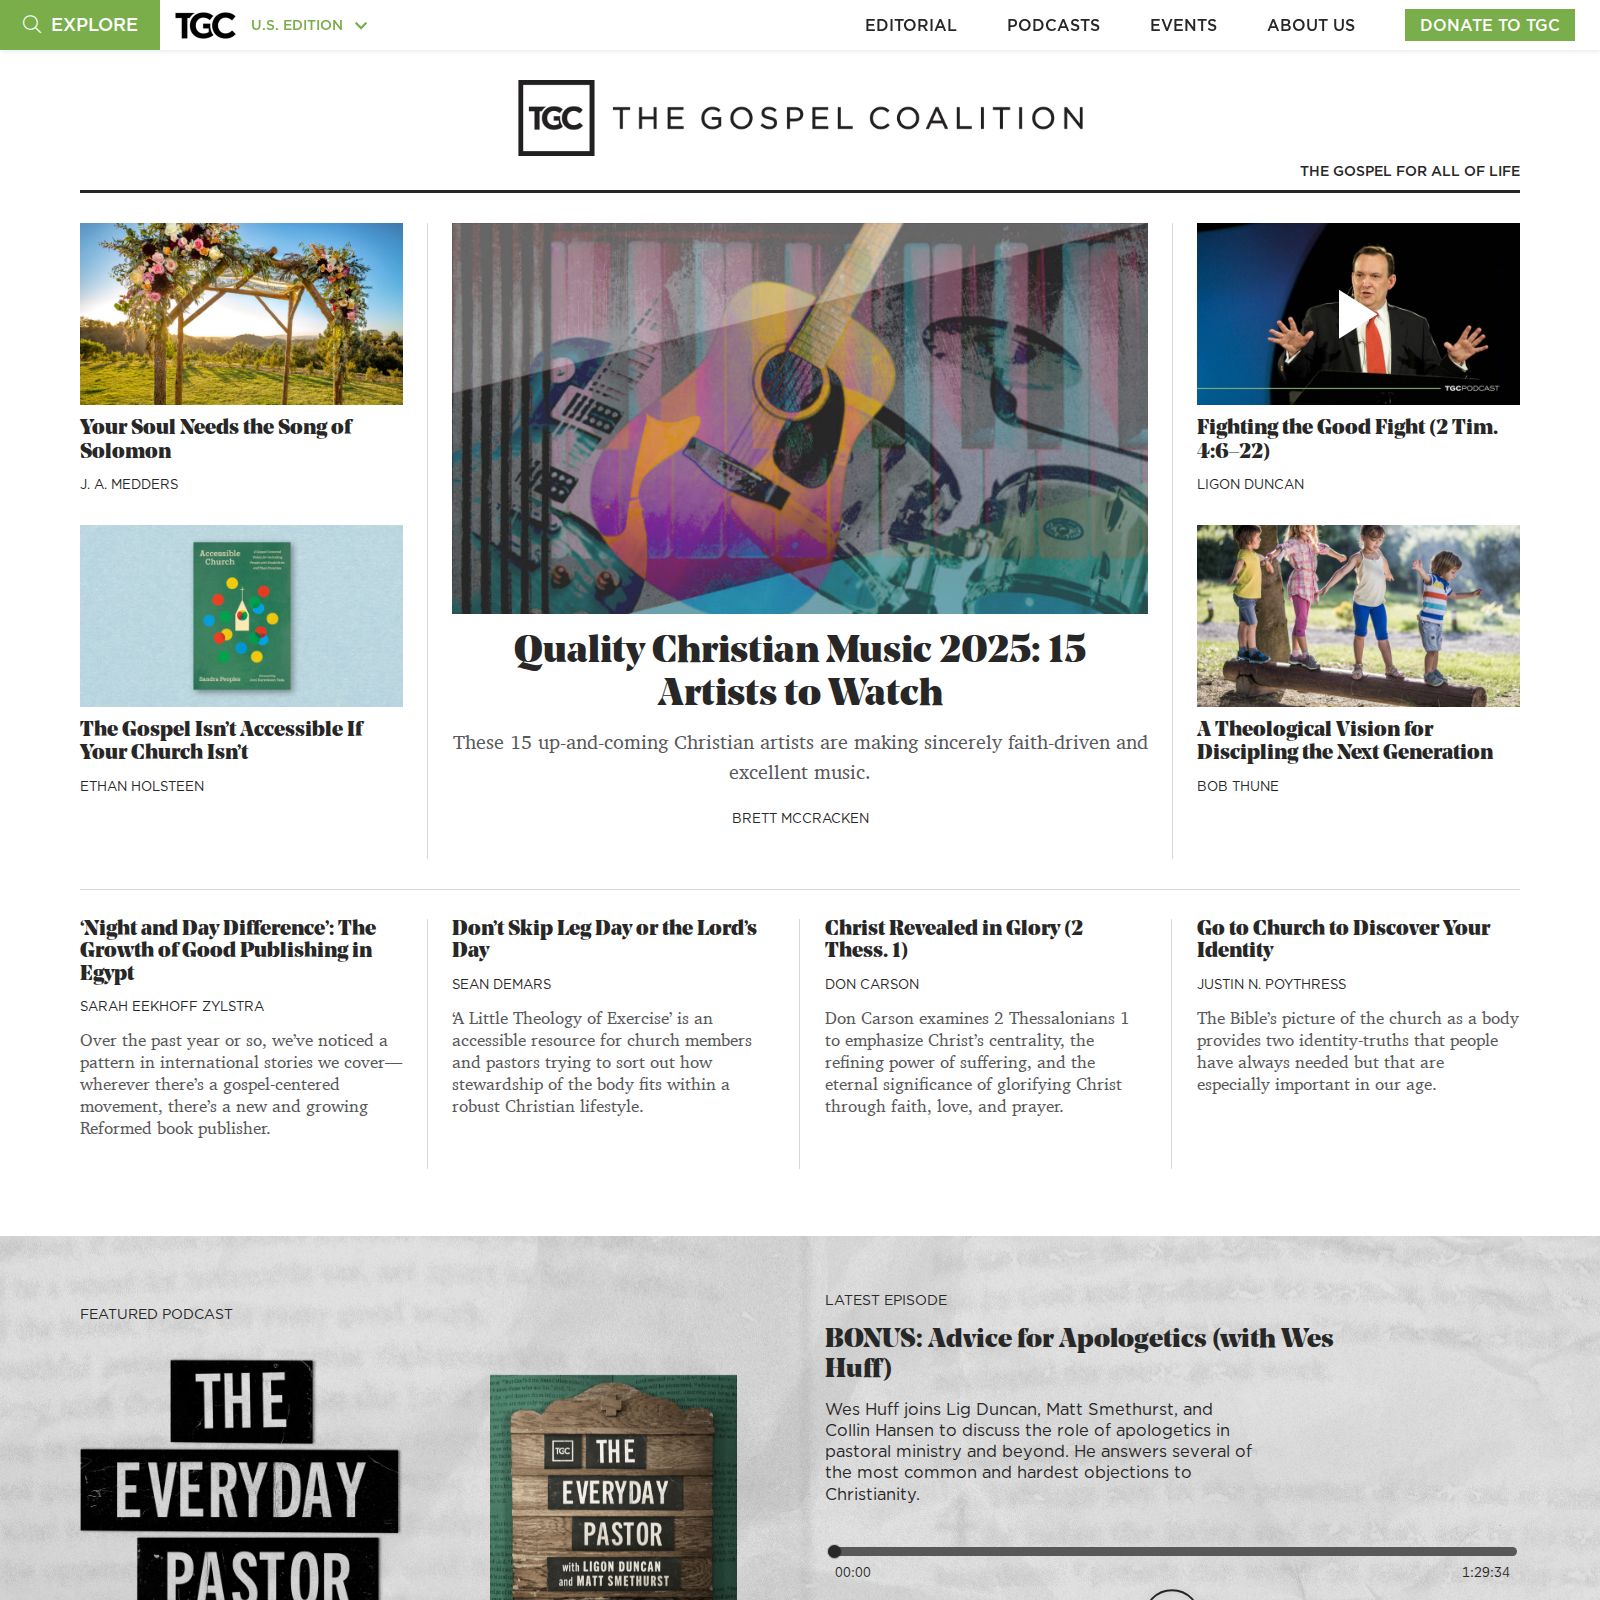 EXPLORE
TGC
U.S. EDITION
EDITORIAL
PODCASTS
EVENTS
ABOUT US
DONATE TO TGC
TGC THE GOSPEL COALITION
THE GOSPEL FOR ALL OF LIFE
Your Soul Needs the Song of
Solomon
J. A. MEDDERS
Accessible
Church
Sandra Peoples
The Gospel Isn’t Accessible If
Your Church Isn’t
ETHAN HOLSTEEN
Quality Christian Music 2025: 15
Artists to Watch
These 15 up-and-coming Christian artists are making sincerely faith-driven and
excellent music.
BRETT MCCRACKEN
TGCPODCAST
Fighting the Good Fight (2 Tim.
4:6–22)
LIGON DUNCAN
A Theological Vision for
Discipling the Next Generation
BOB THUNE
‘Night and Day Difference’: The
Growth of Good Publishing in
Egypt
SARAH EEKHOFF ZYLSTRA
Over the past year or so, we’ve noticed a
pattern in international stories we cover—
wherever there’s a gospel-centered
movement, there’s a new and growing
Reformed book publisher.
Don’t Skip Leg Day or the Lord’s
Day
SEAN DEMARS
‘A Little Theology of Exercise’ is an
accessible resource for church members
and pastors trying to sort out how
stewardship of the body fits within a
robust Christian lifestyle.
Christ Revealed in Glory (2
Thess. 1)
DON CARSON
Don Carson examines 2 Thessalonians 1
to emphasize Christ’s centrality, the
refining power of suffering, and the
eternal significance of glorifying Christ
through faith, love, and prayer.
Go to Church to Discover Your
Identity
JUSTIN N. POYTHRESS
The Bible’s picture of the church as a body
provides two identity-truths that people
have always needed but that are
especially important in our age.
FEATURED PODCAST
THE
EVERYDAY
PASTOR
TGC THE
EVERYDAY
PASTOR
with LIGON DUNCAN
and MATT SMETHURST
LATEST EPISODE
BONUS: Advice for Apologetics (with Wes
Huff)
Wes Huff joins Lig Duncan, Matt Smethurst, and
Collin Hansen to discuss the role of apologetics in
pastoral ministry and beyond. He answers several of
the most common and hardest objections to
Christianity.
00:00
1:29:34